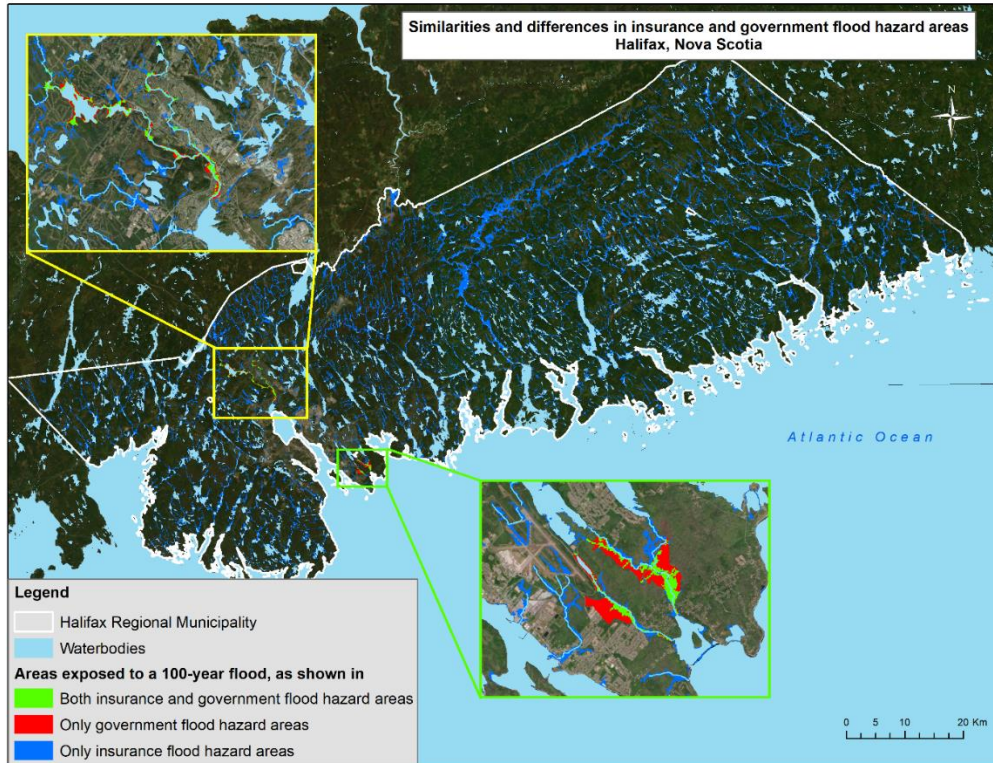 Similarities and differences in insurance and government flood hazard areas
Halifax, Nova Scotia
N
Atlantic Ocean
Legend
Halifax Regional Municipality
Waterbodies
Areas exposed to a 100-year flood, as shown in
Both insurance and government flood hazard areas
Only government flood hazard areas
Only insurance flood hazard areas
0 5 10 20 Km